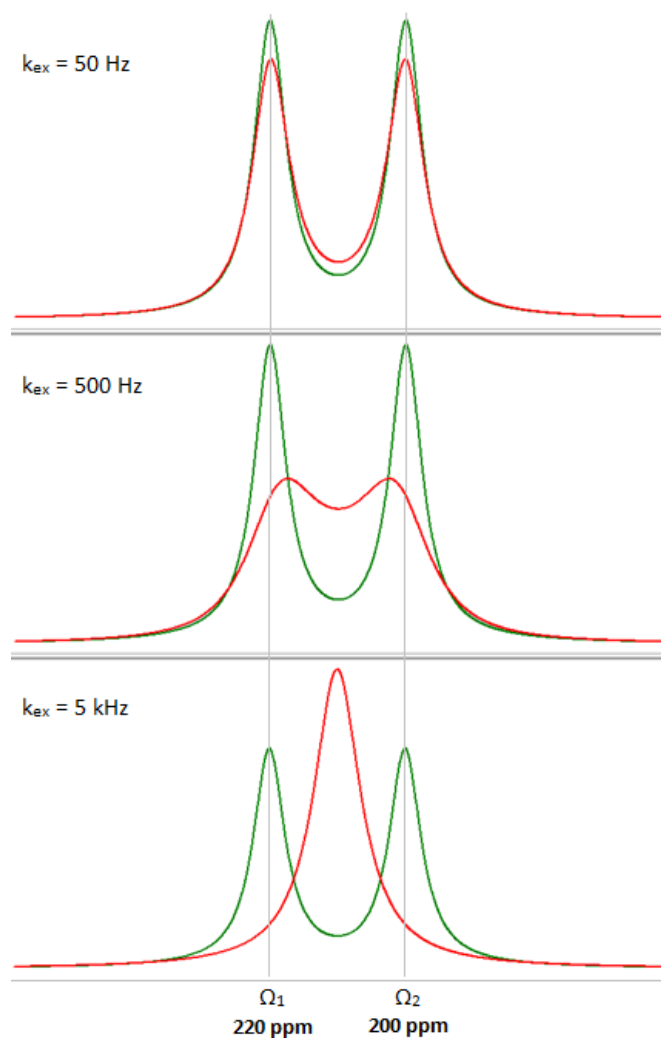 kₑₓ = 50 Hz
kₑₓ = 500 Hz
kₑₓ = 5 kHz
Ω₁ Ω₂
220 ppm 200 ppm